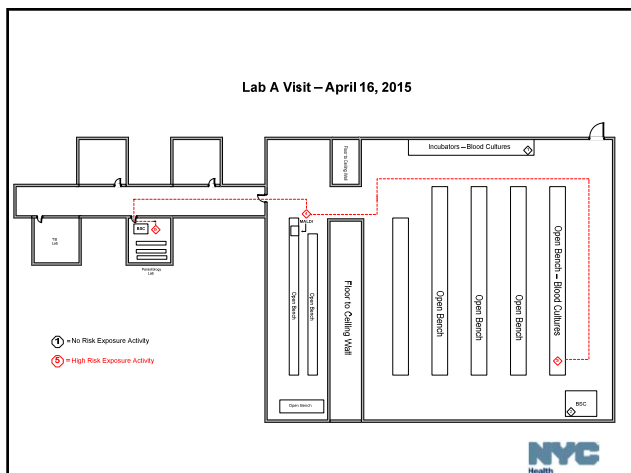 Lab A Visit – April 16, 2015
Floor to Ceiling Wall
Incubators – Blood Cultures
MALDI
BSC
TB
Lab
Parasitology
Lab
Open Bench
Open Bench
Floor to Ceiling Wall
Open Bench
Open Bench
Open Bench
Open Bench – Blood Cultures
1 = No Risk Exposure Activity
5 = High Risk Exposure Activity
Open Bench
BSC
NYC
Health